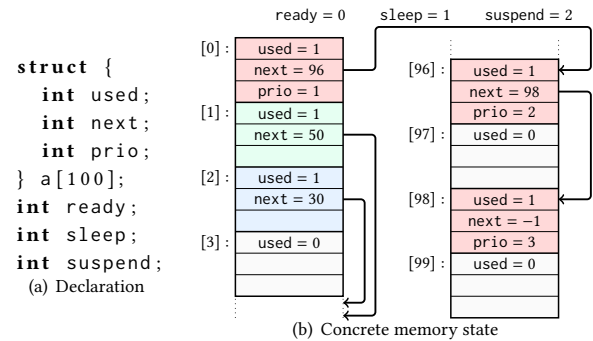 struct {
int used;
int next;
int prio;
} a[100];
int ready;
int sleep;
int suspend;
(a) Declaration
ready = 0 sleep = 1 suspend = 2
[0] :
used = 1
next = 96
prio = 1
[1] :
used = 1
next = 50
[2] :
used = 1
next = 30
[3] :
used = 0
[96] :
used = 1
next = 98
prio = 2
[97] :
used = 0
[98] :
used = 1
next = −1
prio = 3
[99] :
used = 0
(b) Concrete memory state